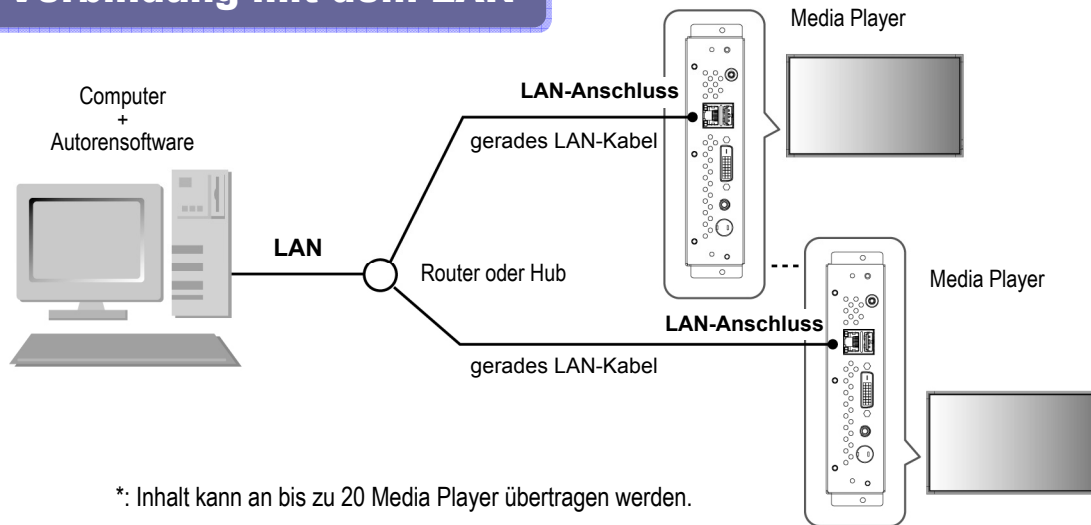 Verbindung mit dem LAN
Media Player
Computer
+
Autorensoftware
LAN-Anschluss
gerades LAN-Kabel
LAN
Router oder Hub
Media Player
LAN-Anschluss
gerades LAN-Kabel
*: Inhalt kann an bis zu 20 Media Player übertragen werden.